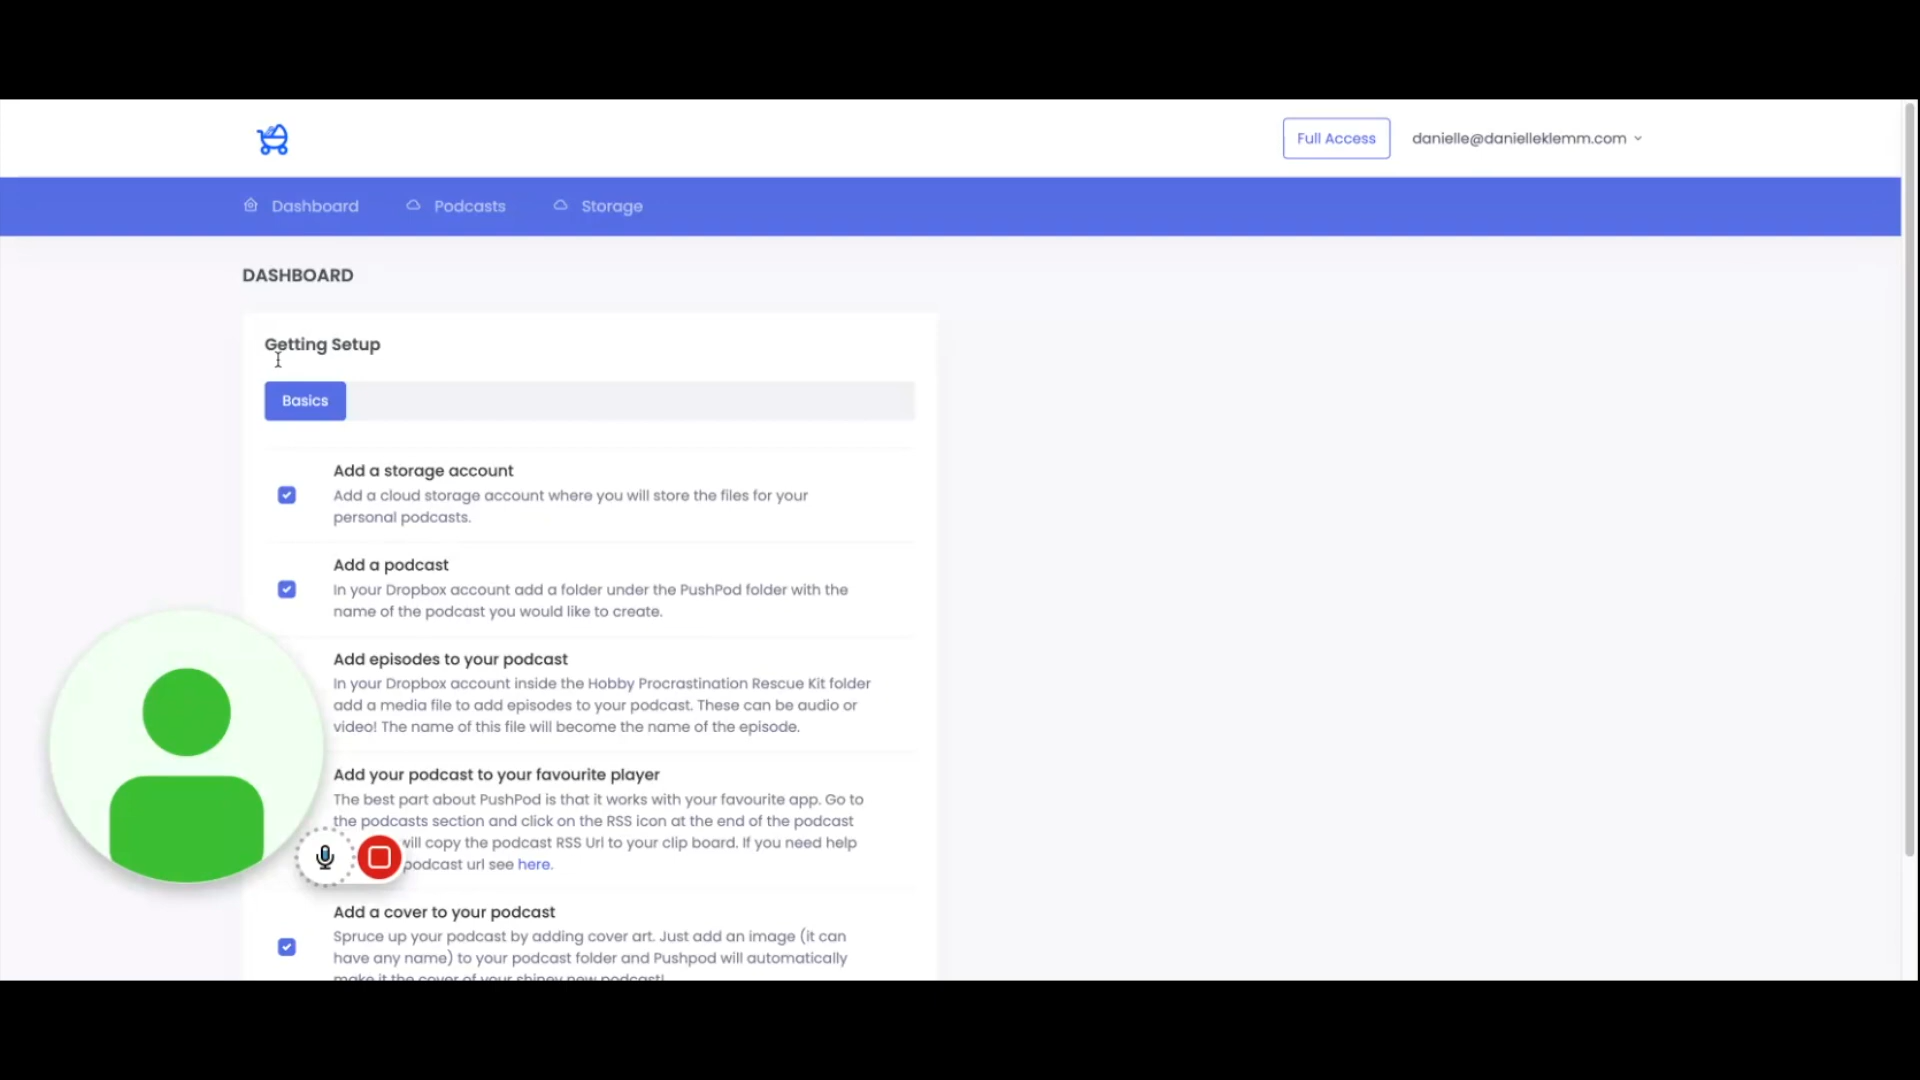 Full Access
danielle@danielleklemm.com
Dashboard
Podcasts
Storage
DASHBOARD
Getting Setup
Basics
Add a storage account
Add a cloud storage account where you will store the files for your
personal podcasts.
Add a podcast
In your Dropbox account add a folder under the PushPod folder with the
name of the podcast you would like to create.
Add episodes to your podcast
In your Dropbox account inside the Hobby Procrastination Rescue Kit folder
add a media file to add episodes to your podcast. These can be audio or
video! The name of this file will become the name of the episode.
Add your podcast to your favourite player
The best part about PushPod is that it works with your favourite app. Go to
the podcasts section and click on the RSS icon at the end of the podcast
will copy the podcast RSS Url to your clip board. If you need help
podcast url see here.
Add a cover to your podcast
Spruce up your podcast by adding cover art. Just add an image (it can
have any name) to your podcast folder and Pushpod will automatically
make it the cover of your shiney new podcast!